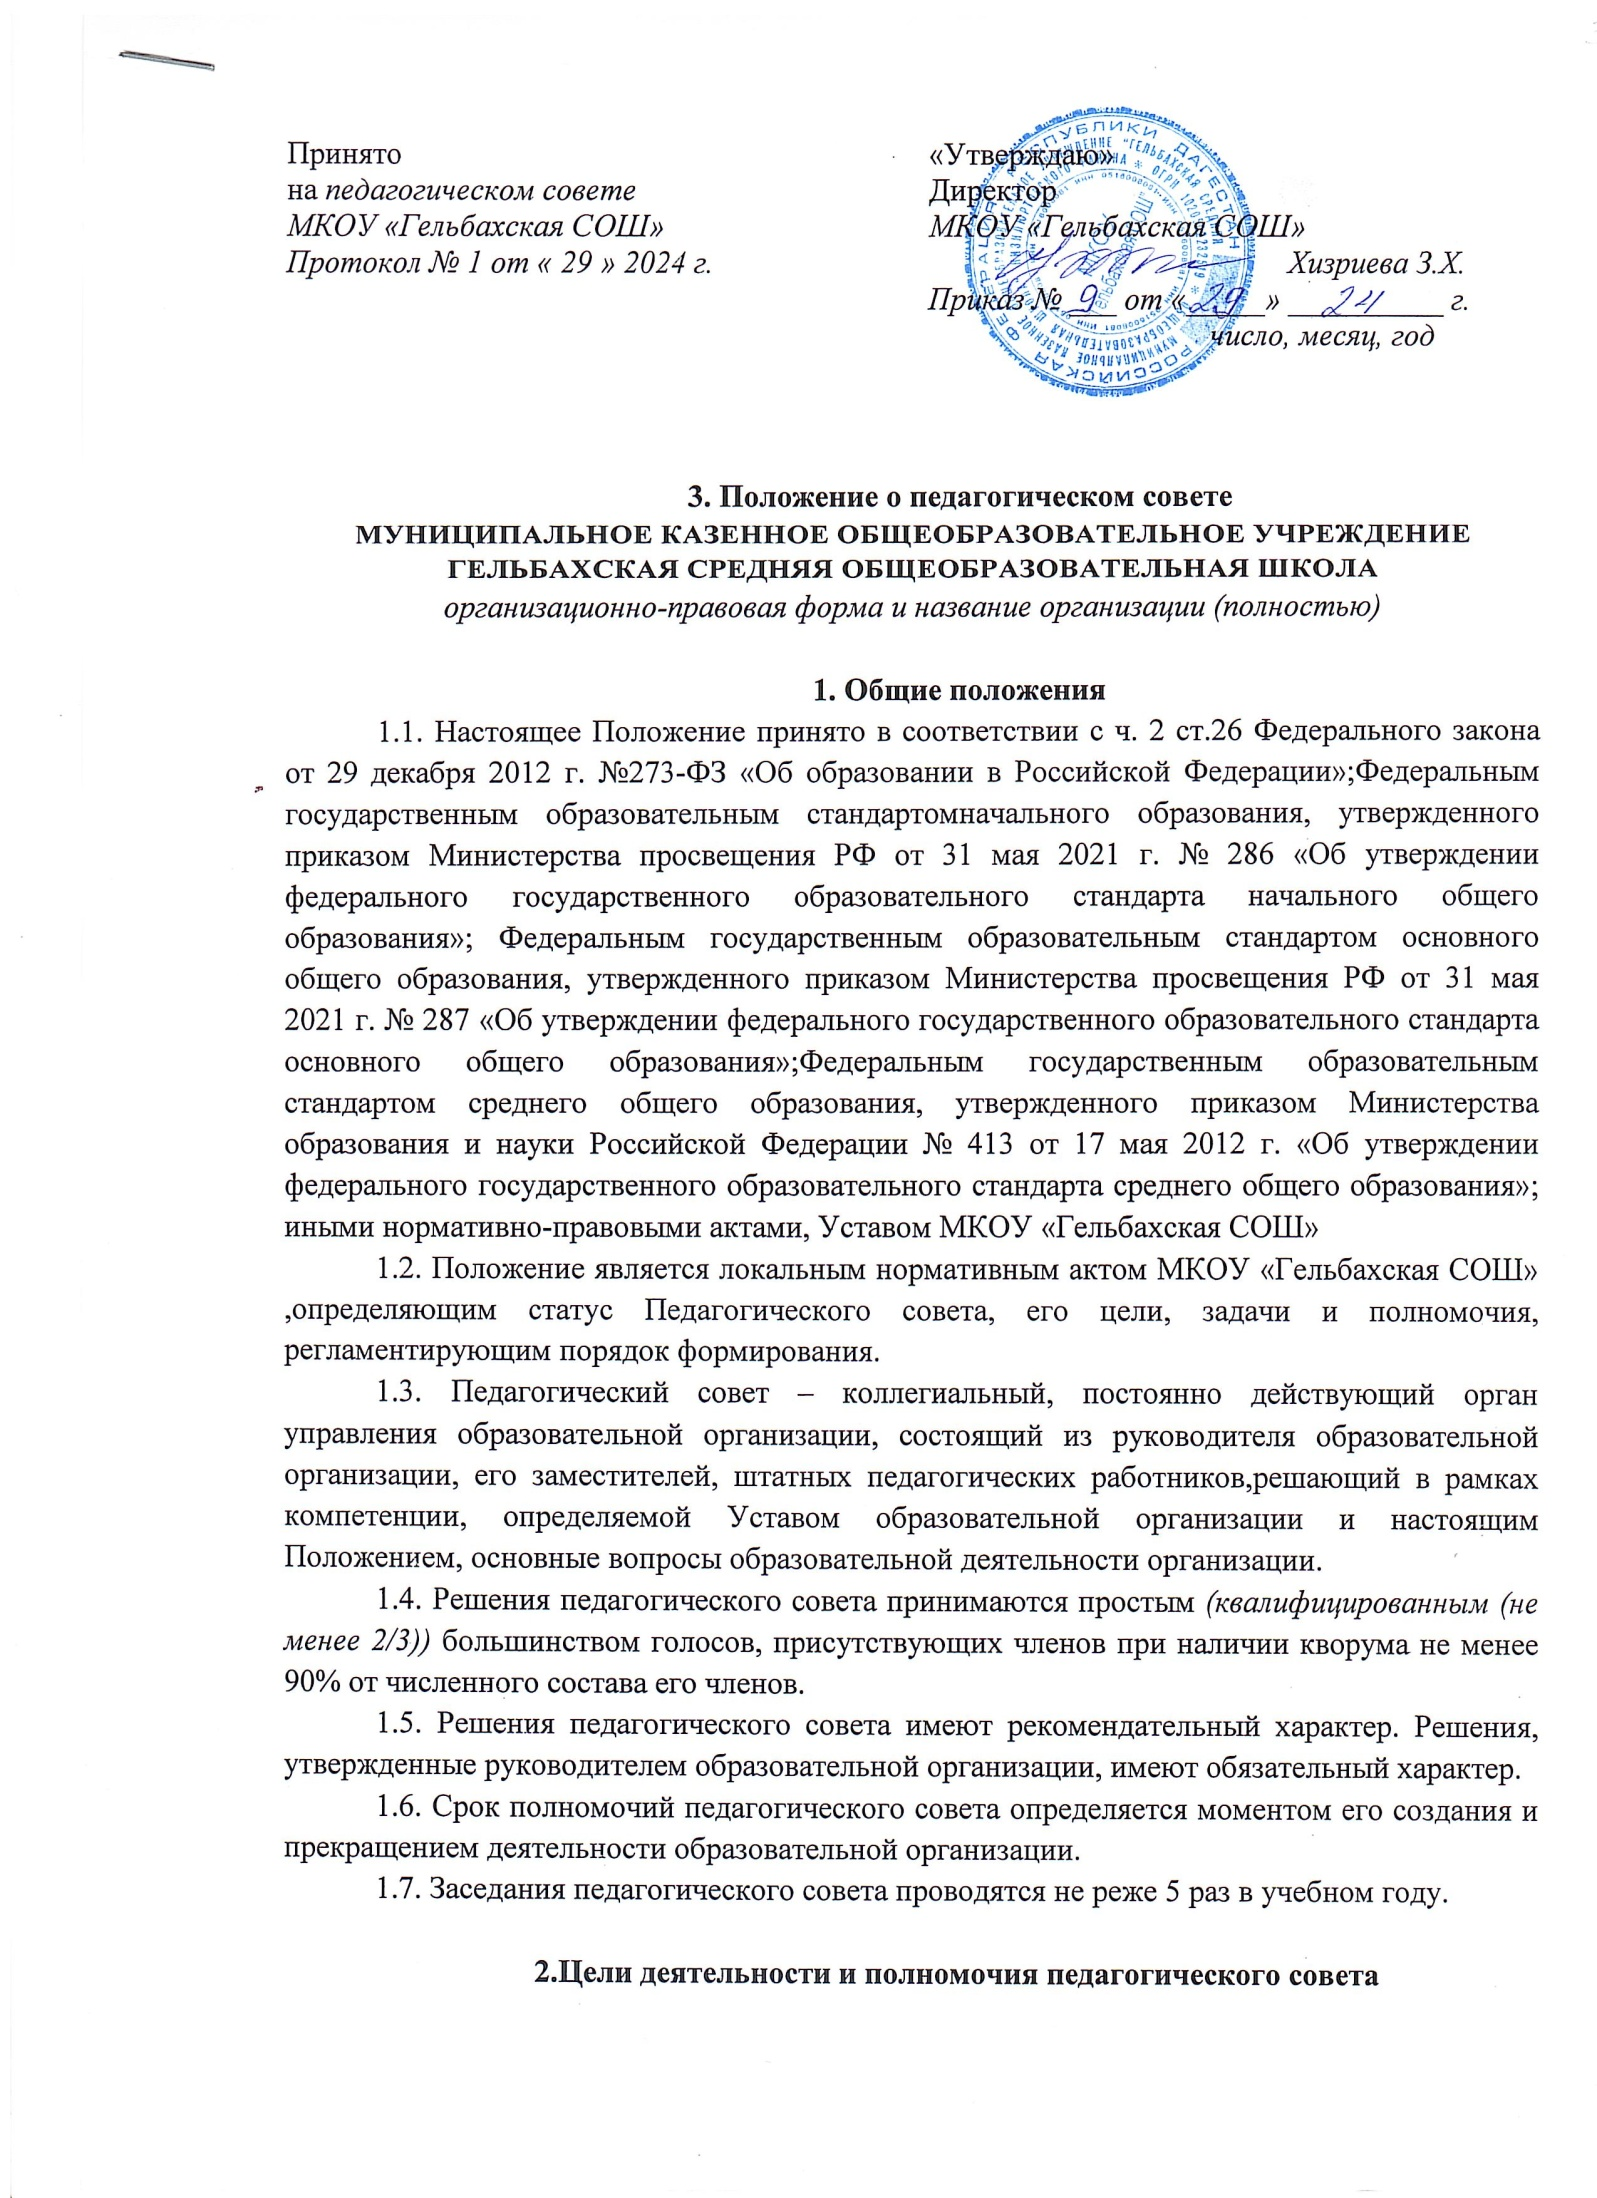 Принято
на педагогическом совете
МКОУ «Гельбахская СОШ»
Протокол № 1 от « 29 » 2024 г.
«Утверждаю»
Директор
МКОУ «Гельбахская СОШ»
Хизриева З.Х.
Приказ № 9 от « 29 » 24 г.
число, месяц, год
3. Положение о педагогическом совете
МУНИЦИПАЛЬНОЕ КАЗЕННОЕ ОБЩЕОБРАЗОВАТЕЛЬНОЕ УЧРЕЖДЕНИЕ
ГЕЛЬБАХСКАЯ СРЕДНЯЯ ОБЩЕОБРАЗОВАТЕЛЬНАЯ ШКОЛА
организационно-правовая форма и название организации (полностью)
1. Общие положения
1.1. Настоящее Положение принято в соответствии с ч. 2 ст.26 Федерального закона
от 29 декабря 2012 г. №273-ФЗ «Об образовании в Российской Федерации»;Федеральным
государственным образовательным стандартомначального образования, утвержденного
приказом Министерства просвещения РФ от 31 мая 2021 г. № 286 «Об утверждении
федерального государственного образовательного стандарта начального общего
образования»; Федеральным государственным образовательным стандартом основного
общего образования, утвержденного приказом Министерства просвещения РФ от 31 мая
2021 г. № 287 «Об утверждении федерального государственного образовательного стандарта
основного общего образования»;Федеральным государственным образовательным
стандартом среднего общего образования, утвержденного приказом Министерства
образования и науки Российской Федерации № 413 от 17 мая 2012 г. «Об утверждении
федерального государственного образовательного стандарта среднего общего образования»;
иными нормативно-правовыми актами, Уставом МКОУ «Гельбахская СОШ»
1.2. Положение является локальным нормативным актом МКОУ «Гельбахская СОШ»
,определяющим статус Педагогического совета, его цели, задачи и полномочия,
регламентирующим порядок формирования.
1.3. Педагогический совет – коллегиальный, постоянно действующий орган
управления образовательной организации, состоящий из руководителя образовательной
организации, его заместителей, штатных педагогических работников,решающий в рамках
компетенции, определяемой Уставом образовательной организации и настоящим
Положением, основные вопросы образовательной деятельности организации.
1.4. Решения педагогического совета принимаются простым (квалифицированным (не
менее 2/3)) большинством голосов, присутствующих членов при наличии кворума не менее
90% от численного состава его членов.
1.5. Решения педагогического совета имеют рекомендательный характер. Решения,
утвержденные руководителем образовательной организации, имеют обязательный характер.
1.6. Срок полномочий педагогического совета определяется моментом его создания и
прекращением деятельности образовательной организации.
1.7. Заседания педагогического совета проводятся не реже 5 раз в учебном году.
2.Цели деятельности и полномочия педагогического совета